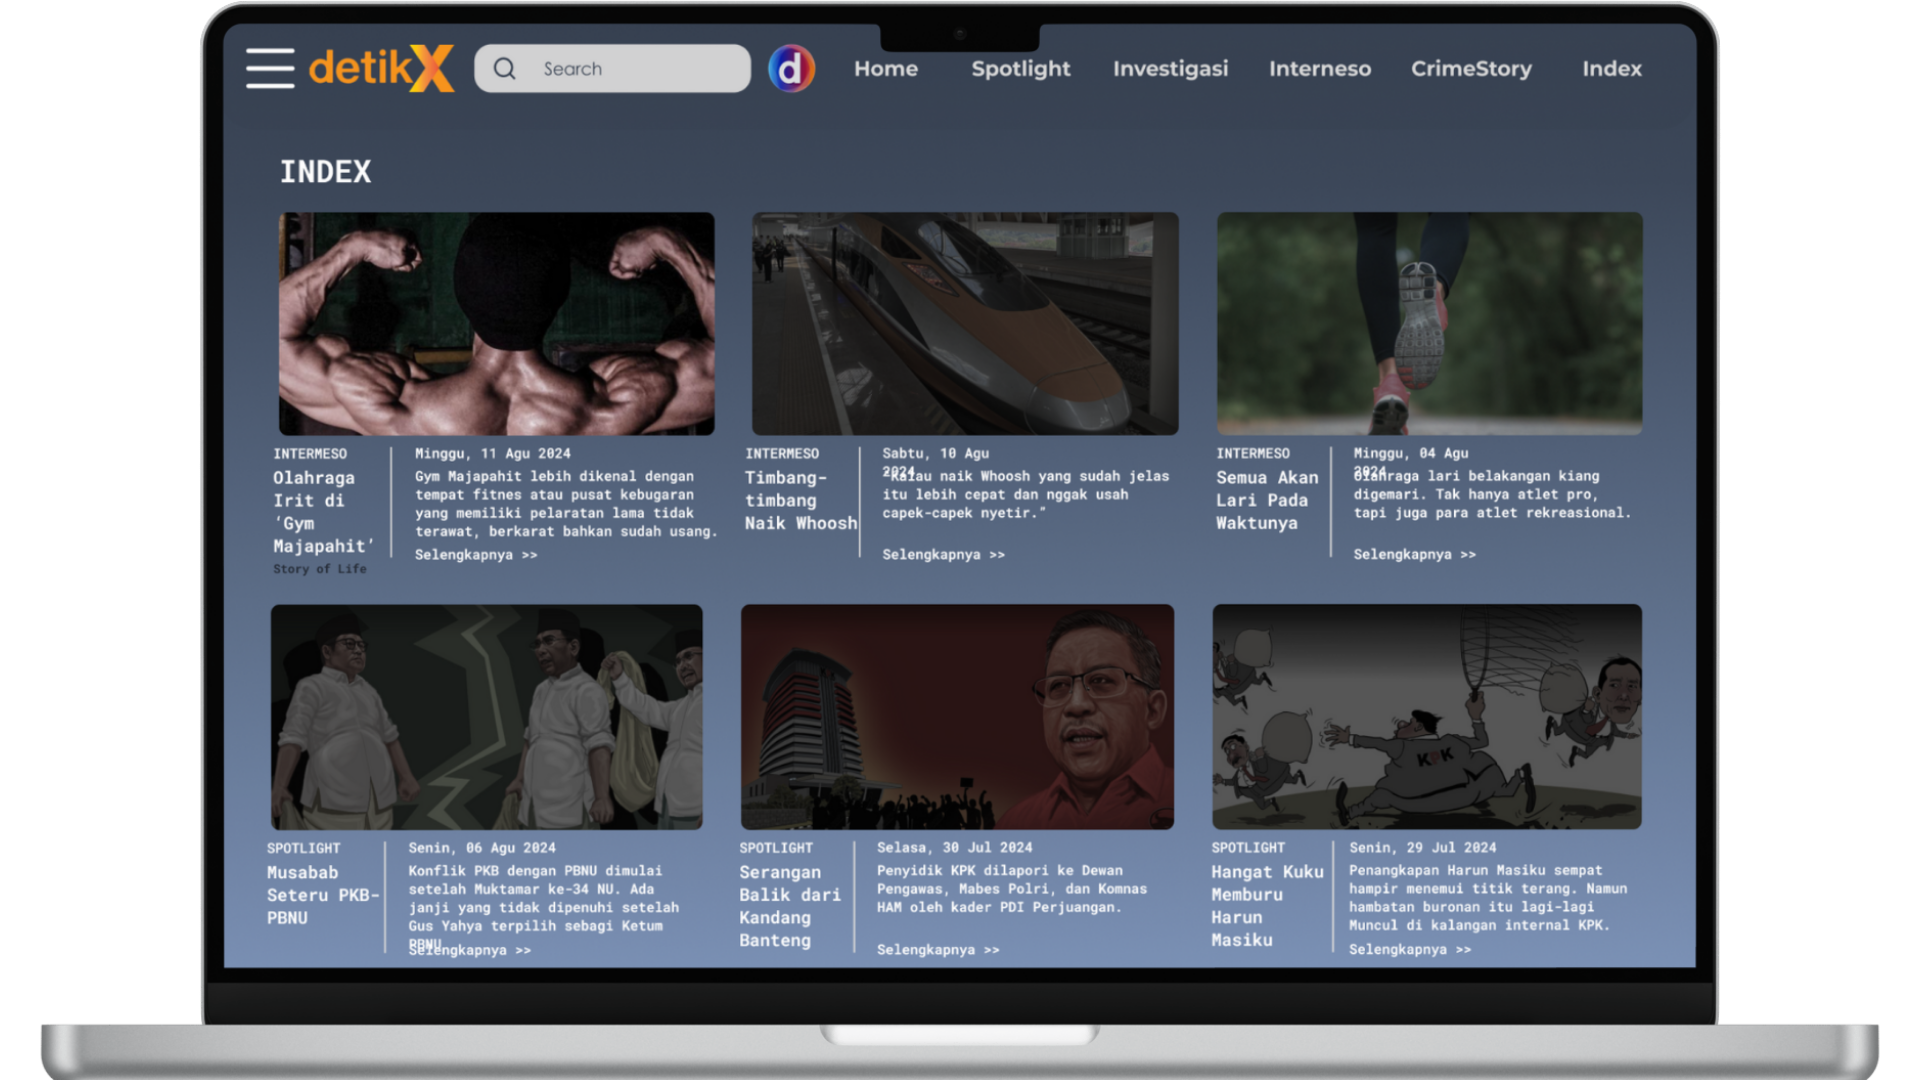 detikX
Search
d
Home
Spotlight
Investigasi
Interneso
CrimeStory
Index
INDEX
INTERMESO
Olahraga
Irit di
‘Gym
Majapahit’
Story of Life
Minggu, 11 Agu 2024
Gym Majapahit lebih dikenal dengan
tempat fitnes atau pusat kebugaran
yang memiliki pelaratan lama tidak
terawat, berkarat bahkan sudah usang.
Selengkapnya >>
INTERMESO
Timbang-
timbang
Naik Whoosh
Sabtu, 10 Agu
2024
"Kalau naik Whoosh yang sudah jelas
itu lebih cepat dan nggak usah
capek-capek nyetir."
Selengkapnya >>
INTERMESO
Semua Akan
Lari Pada
Waktunya
Minggu, 04 Agu
2024
Olahraga lari belakangan kiang
digemari. Tak hanya atlet pro,
tapi juga para atlet rekreasional.
Selengkapnya >>
KPK
SPOTLIGHT
Musabab
Seteru PKB-
PBNU
Senin, 06 Agu 2024
Konflik PKB dengan PBNU dimulai
setelah Muktamar ke-34 NU. Ada
janji yang tidak dipenuhi setelah
Gus Yahya terpilih sebagi Ketum
PBNU.
Selengkapnya >>
SPOTLIGHT
Serangan
Balik dari
Kandang
Banteng
Selasa, 30 Jul 2024
Penyidik KPK dilapori ke Dewan
Pengawas, Mabes Polri, dan Komnas
HAM oleh kader PDI Perjuangan.
Selengkapnya >>
SPOTLIGHT
Hangat Kuku
Memburu
Harun
Masiku
Senin, 29 Jul 2024
Penangkapan Harun Masiku sempat
hampir menemui titik terang. Namun
hambatan buronan itu lagi-lagi
Muncul di kalangan internal KPK.
Selengkapnya >>